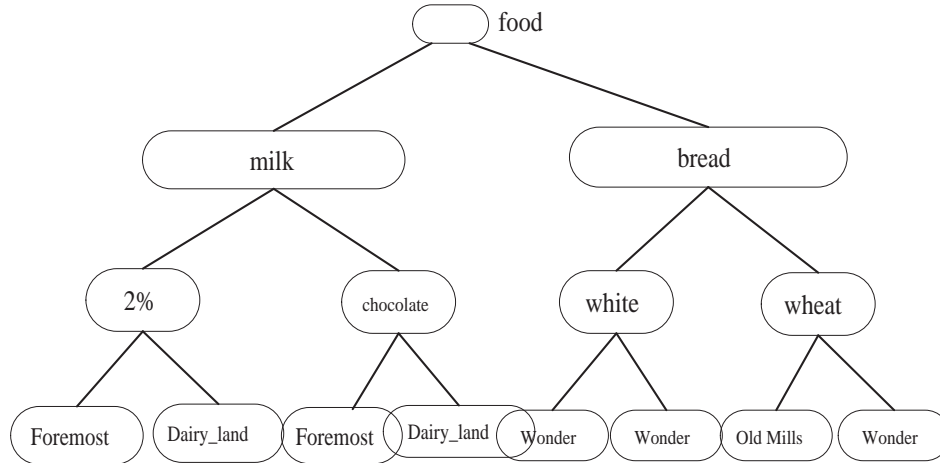 food
milk
bread
2%
chocolate
white
wheat
Foremost
Dairy_land
Foremost
Dairy_land
Wonder
Wonder
Old Mills
Wonder